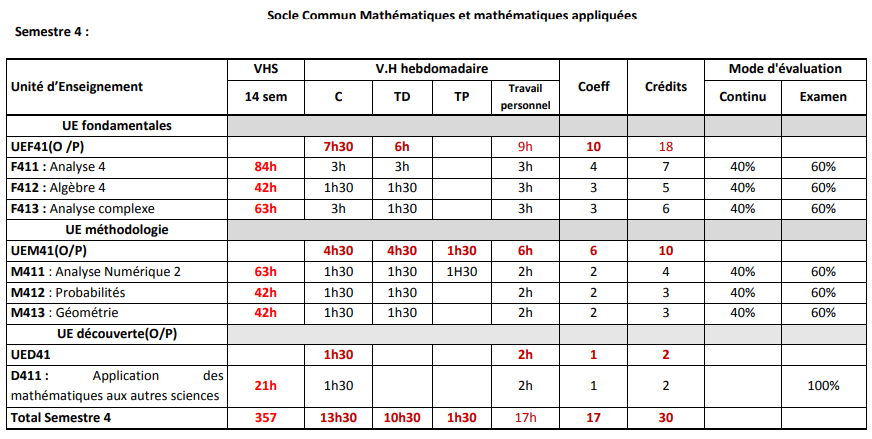 Socle Commun Mathématiques et mathématiques appliquées
Semestre 4 :
Unité d'Enseignement VHS V.H hebdomadaire Coeff Crédits Mode d'évaluation
14 sem C TD TP Travail personnel Continu Examen
UE fondamentales
UEF41(O /P) 7h30 6h 9h 10 18
F411 : Analyse 4 84h 3h 3h 3h 4 7 40% 60%
F412 : Algèbre 4 42h 1h30 1h30 3h 3 5 40% 60%
F413 : Analyse complexe 63h 3h 1h30 3h 3 6 40% 60%
UE méthodologie
UEM41(O/P) 4h30 4h30 1h30 6h 6 10
M411 : Analyse Numérique 2 63h 1h30 1h30 1H30 2h 2 4 40% 60%
M412 : Probabilités 42h 1h30 1h30 2h 2 3 40% 60%
M413 : Géométrie 42h 1h30 1h30 2h 2 3 40% 60%
UE découverte(O/P)
UED41 1h30 2h 1 2
D411 : Application des
mathématiques aux autres sciences 21h 1h30 2h 1 2 100%
Total Semestre 4 357 13h30 10h30 1h30 17h 17 30